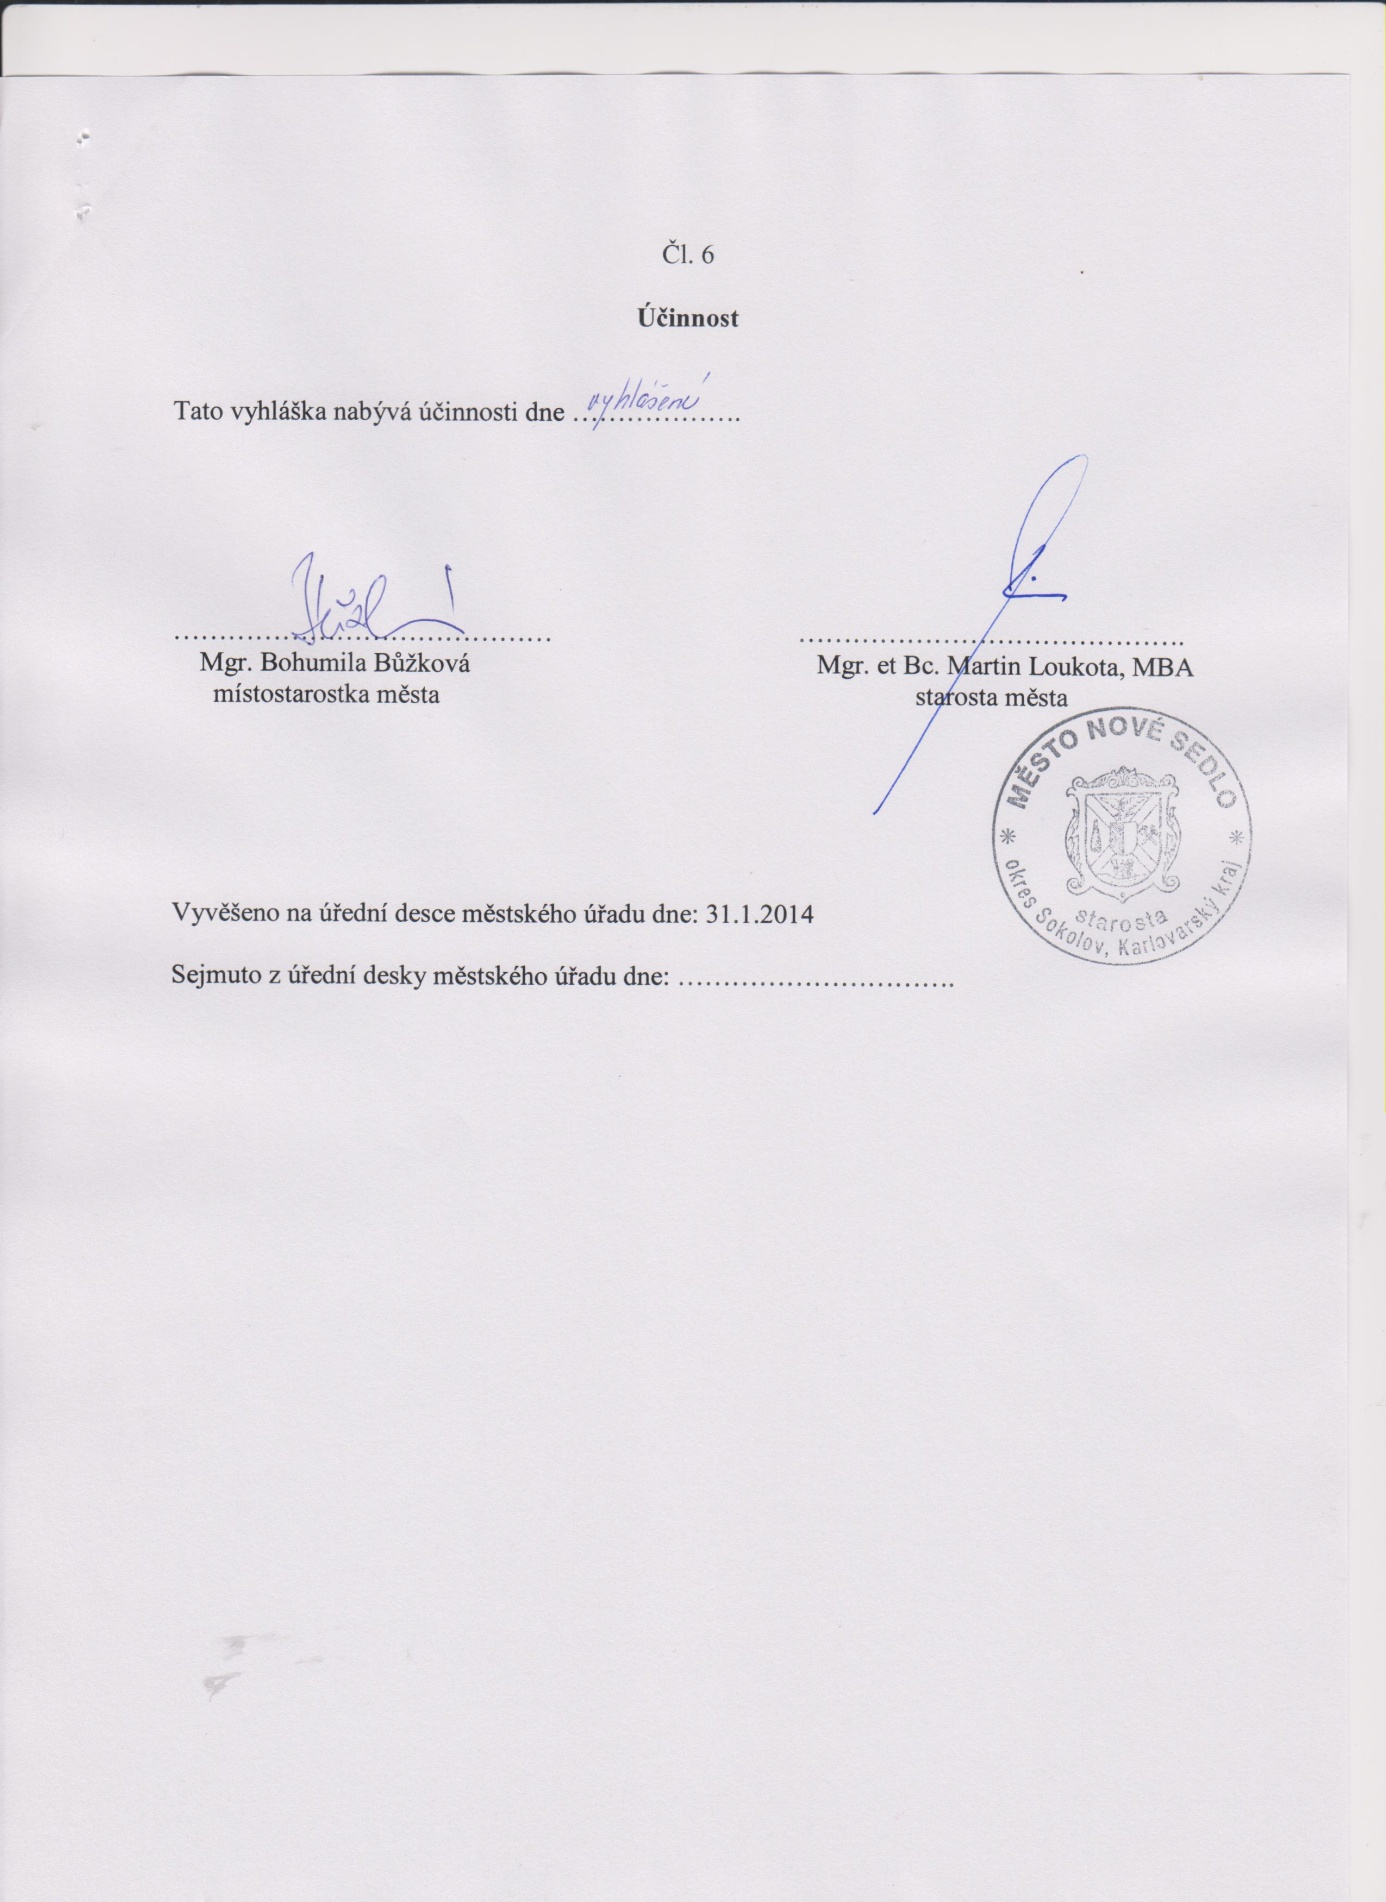 Čl. 6
Účinnost
Tato vyhláška nabývá účinnosti dne vyhlášení
Mgr. Bohumila Bůžková
místostarostka města
Mgr. et Bc. Martin Loukota, MBA
starosta města
MĚSTO NOVÉ SEDLO
starosta
okres Sokolov, Karlovarský kraj
Vyvěšeno na úřední desce městského úřadu dne: 31.1.2014
Sejmuto z úřední desky městského úřadu dne: …………………………